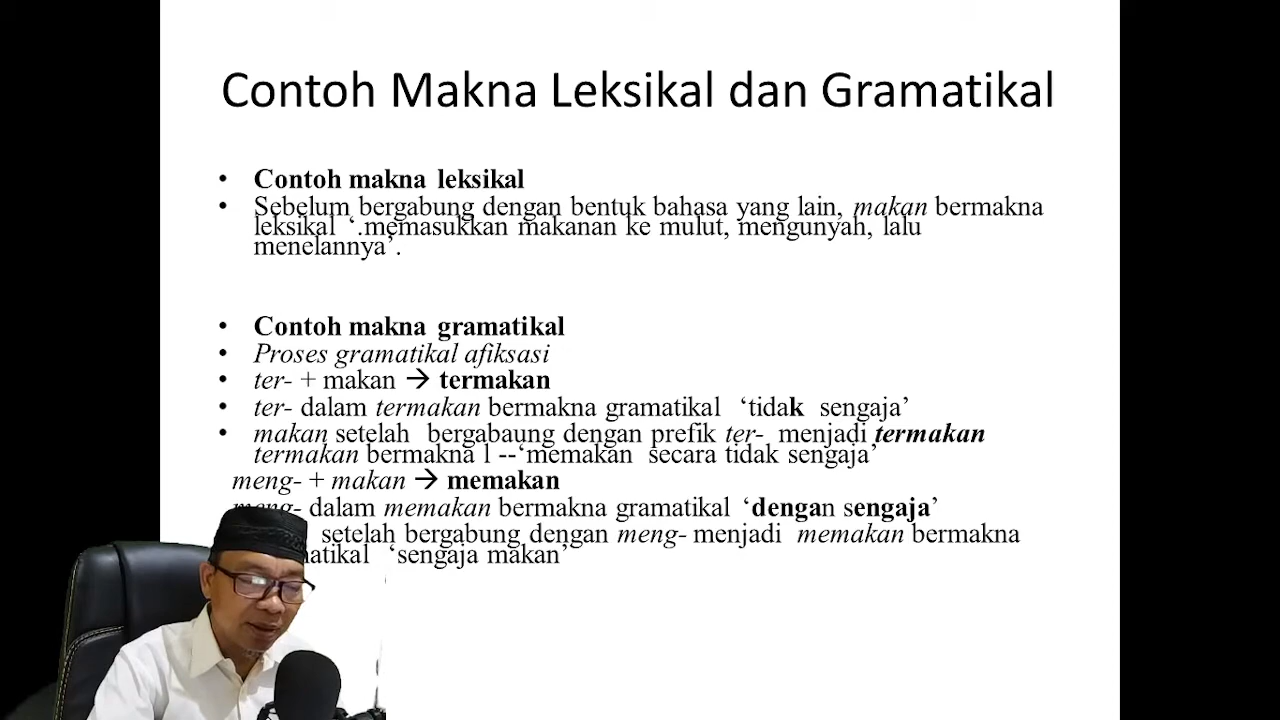 Contoh Makna Leksikal dan Gramatikal
• Contoh makna leksikal
• Sebelum bergabung dengan bentuk bahasa yang lain, makan bermakna
leksikal ‘.memasukkan makanan ke mulut, mengunyah, lalu
menelannya’.
• Contoh makna gramatikal
• Proses gramatikal afiksasi
• ter- + makan → termakan
• ter- dalam termakan bermakna gramatikal ‘tidak sengaja’
• makan setelah bergabaung dengan prefik ter- menjadi termakan
termakan bermakna l --‘memakan secara tidak sengaja’
meng- + makan → memakan
meng- dalam memakan bermakna gramatikal ‘dengan sengaja’
setelah bergabung dengan meng- menjadi memakan bermakna
‘sengaja makan’